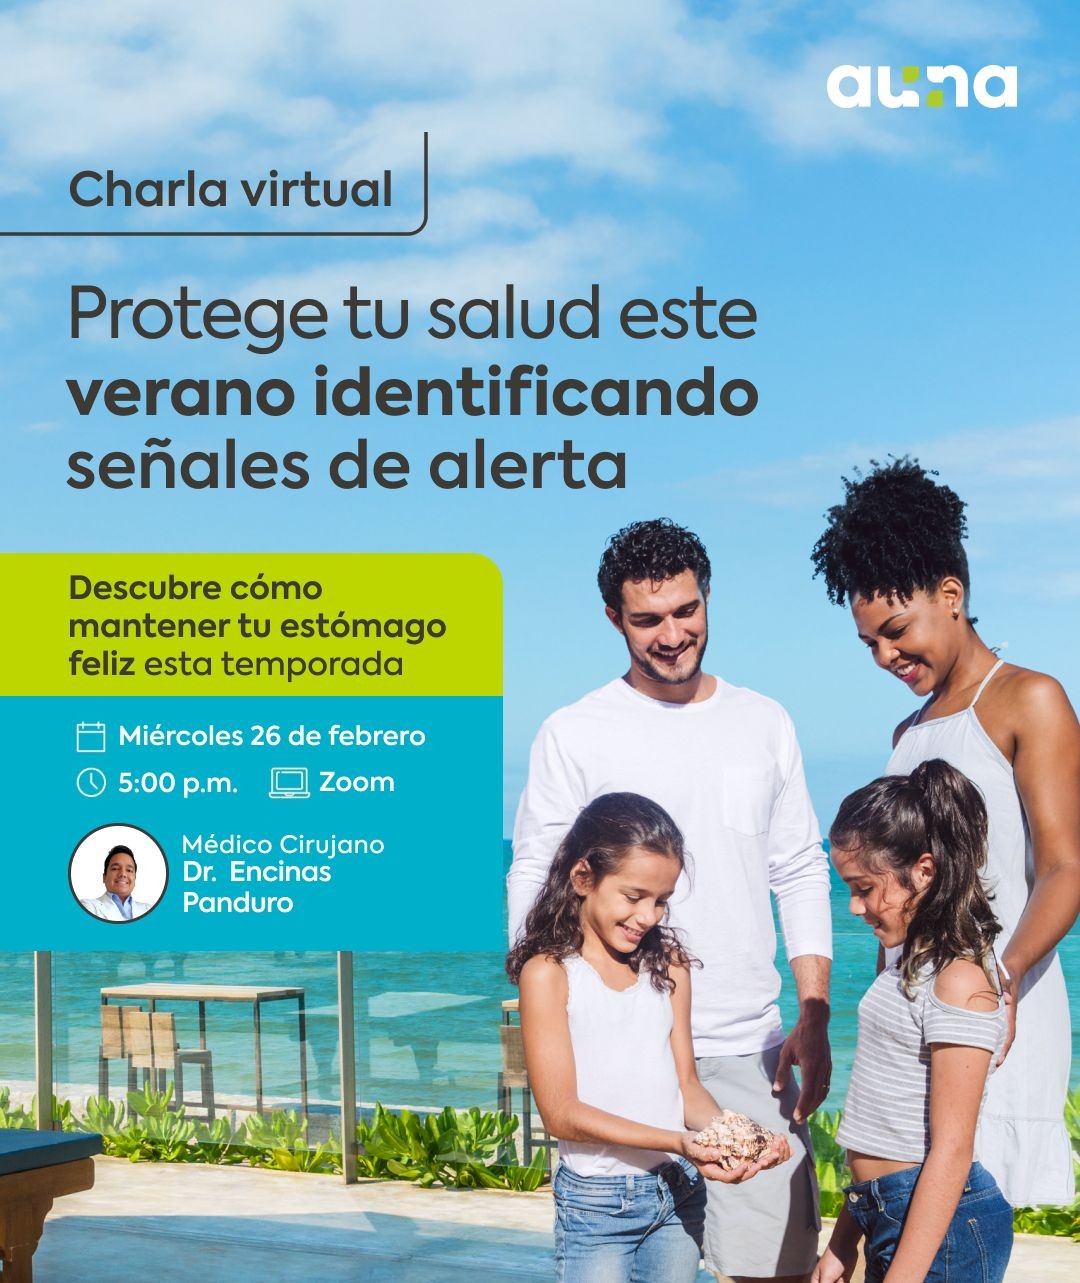 auna
Charla virtual
Protege tu salud este
verano identificando
señales de alerta
Descubre cómo
mantener tu estómago
feliz esta temporada
Miércoles 26 de febrero
5:00 p.m. Zoom
Médico Cirujano
Dr. Encinas
Panduro